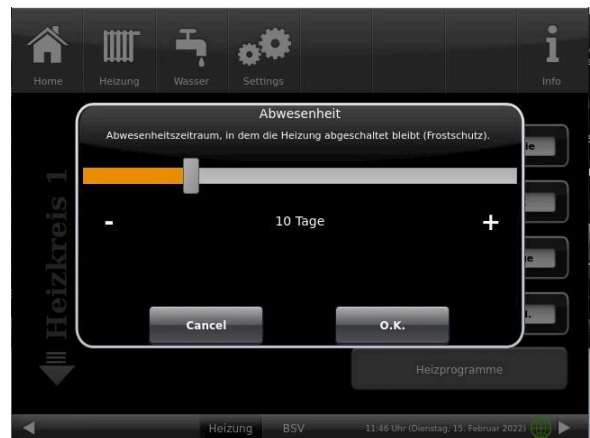 Home
Heizung
Wasser
Settings
Info
Abwesenheit
Abwesenheitszeitraum, in dem die Heizung abgeschaltet bleibt (Frostschutz).
Heizkreis 1
- 10 Tage +
Cancel
O.K.
Heizprogramme
Heizung
BSV
11:46 Uhr (Dienstag, 15. Februar 2022)